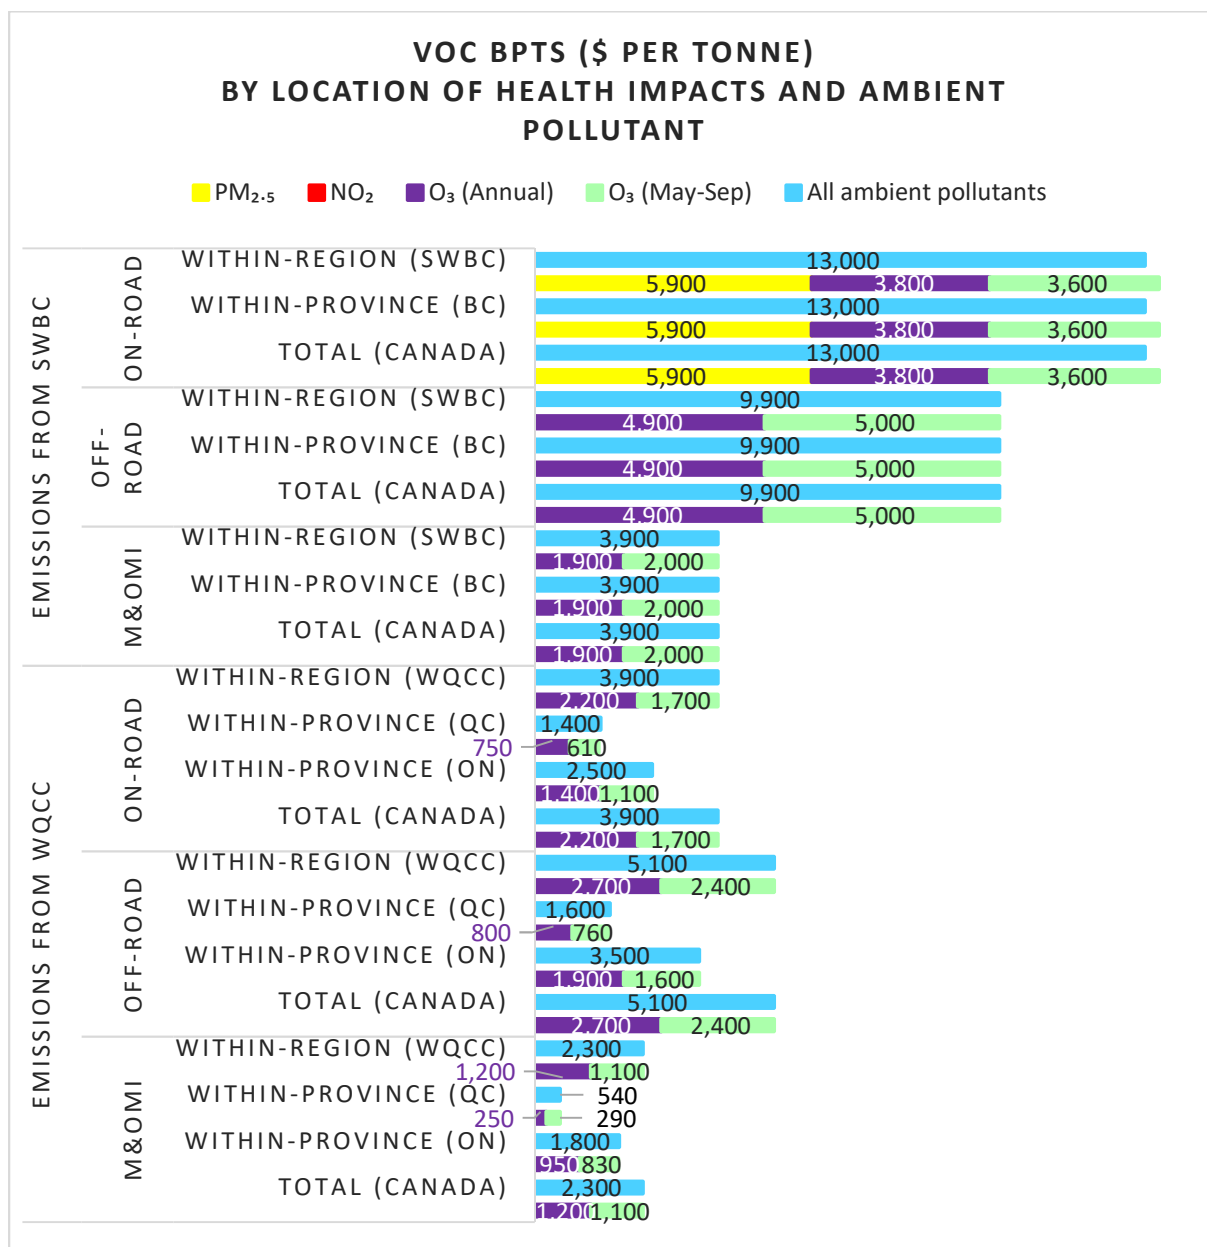 VOC BPTS ($ PER TONNE)
BY LOCATION OF HEALTH IMPACTS AND AMBIENT
POLLUTANT
PM₂.₅ NO₂ O₃ (Annual) O₃ (May-Sep) All ambient pollutants
EMISSIONS FROM SWBC
ON-ROAD
WITHIN-REGION (SWBC) 13,000
5,900 3,800 3,600
WITHIN-PROVINCE (BC) 13,000
5,900 3,800 3,600
TOTAL (CANADA) 13,000
5,900 3,800 3,600
OFF-
ROAD
WITHIN-REGION (SWBC) 9,900
4,900 5,000
WITHIN-PROVINCE (BC) 9,900
4,900 5,000
TOTAL (CANADA) 9,900
4,900 5,000
M&OMI
WITHIN-REGION (SWBC) 3,900
1,900 2,000
WITHIN-PROVINCE (BC) 3,900
1,900 2,000
TOTAL (CANADA) 3,900
1,900 2,000
EMISSIONS FROM WQCC
ON-ROAD
WITHIN-REGION (WQCC) 3,900
2,200 1,700
WITHIN-PROVINCE (QC) 1,400
750 610
WITHIN-PROVINCE (ON) 2,500
1,400 1,100
TOTAL (CANADA) 3,900
2,200 1,700
OFF-ROAD
WITHIN-REGION (WQCC) 5,100
2,700 2,400
WITHIN-PROVINCE (QC) 1,600
800 760
WITHIN-PROVINCE (ON) 3,500
1,900 1,600
TOTAL (CANADA) 5,100
2,700 2,400
M&OMI
WITHIN-REGION (WQCC) 2,300
1,200 1,100
WITHIN-PROVINCE (QC) 540
250 290
WITHIN-PROVINCE (ON) 1,800
950 830
TOTAL (CANADA) 2,300
1,200 1,100